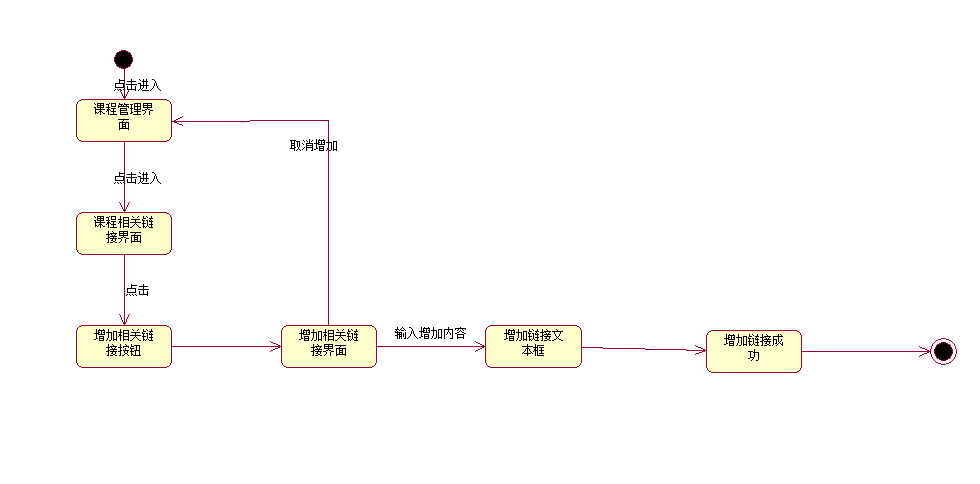 点击进入
课程管理界
面
取消增加
点击进入
课程相关链
接界面
点击
增加相关链
接按钮
增加相关链
接界面
输入增加内容
增加链接文
本框
增加链接成
功